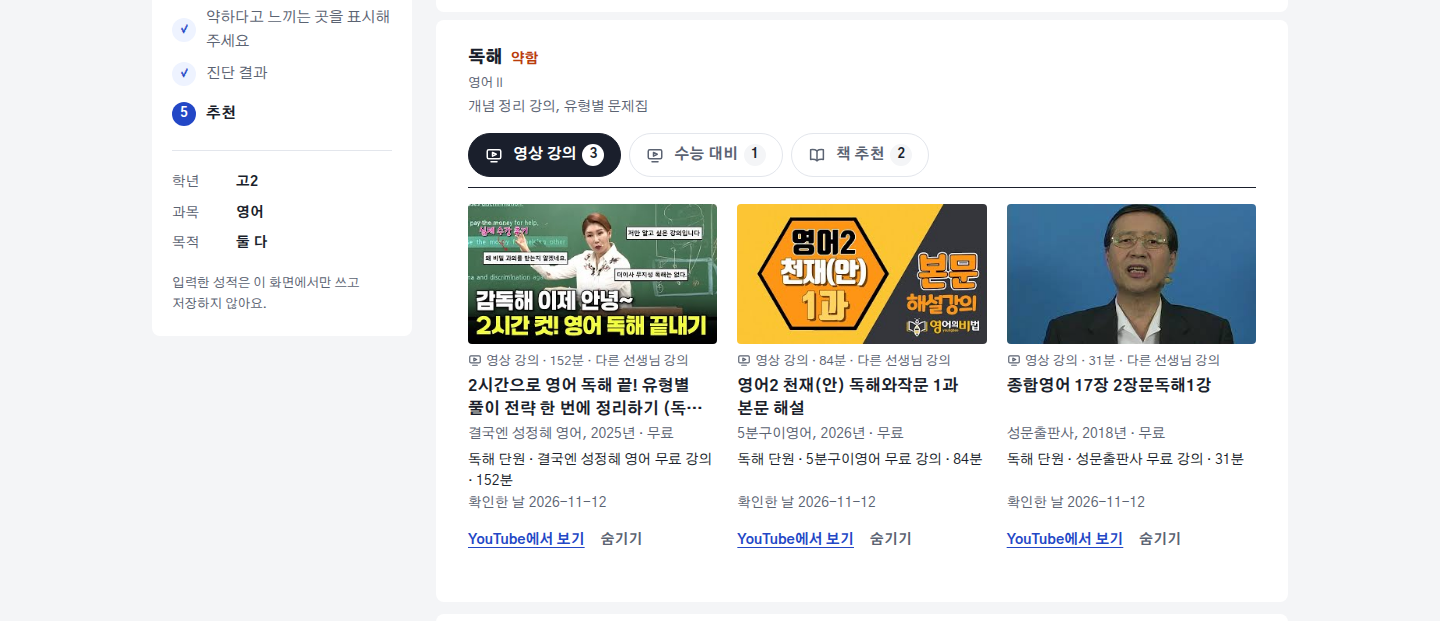 약하다고 느끼는 곳을 표시해
주세요
진단 결과
5 추천
학년 고2
과목 영어
목적 둘 다
입력한 성적은 이 화면에서만 쓰고
저장하지 않아요.
독해 약함
영어 II
개념 정리 강의, 유형별 문제집
영상 강의 3
수능 대비 1
책 추천 2
pay the money for help.
저만 알고 싶은 강의입니다
감독해 이제 안녕~
2시간 컷! 영어 독해 끝내기
영상 강의 · 152분 · 다른 선생님 강의
2시간으로 영어 독해 끝! 유형별
풀이 전략 한 번에 정리하기 (독…
결국엔 성정혜 영어, 2025년 · 무료
독해 단원 · 결국엔 성정혜 영어 무료 강의
· 152분
확인한 날 2026-11-12
YouTube에서 보기 숨기기
영어2
천재(안)
1과
본문
해설강의
영어의비법
영상 강의 · 84분 · 다른 선생님 강의
영어2 천재(안) 독해와작문 1과
본문 해설
5분구이영어, 2026년 · 무료
독해 단원 · 5분구이영어 무료 강의 · 84분
확인한 날 2026-11-12
YouTube에서 보기 숨기기
영상 강의 · 31분 · 다른 선생님 강의
종합영어 17장 2장문독해1강
성문출판사, 2018년 · 무료
독해 단원 · 성문출판사 무료 강의 · 31분
확인한 날 2026-11-12
YouTube에서 보기 숨기기